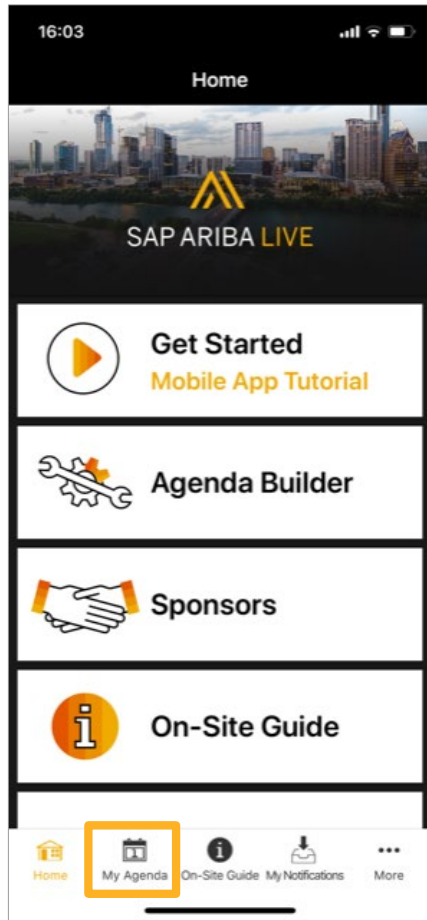 16:03
Home
SAP ARIBA LIVE
Get Started
Mobile App Tutorial
Agenda Builder
Sponsors
i
On-Site Guide
1
i
Home
My Agenda
On-Site Guide
My Notifications
More